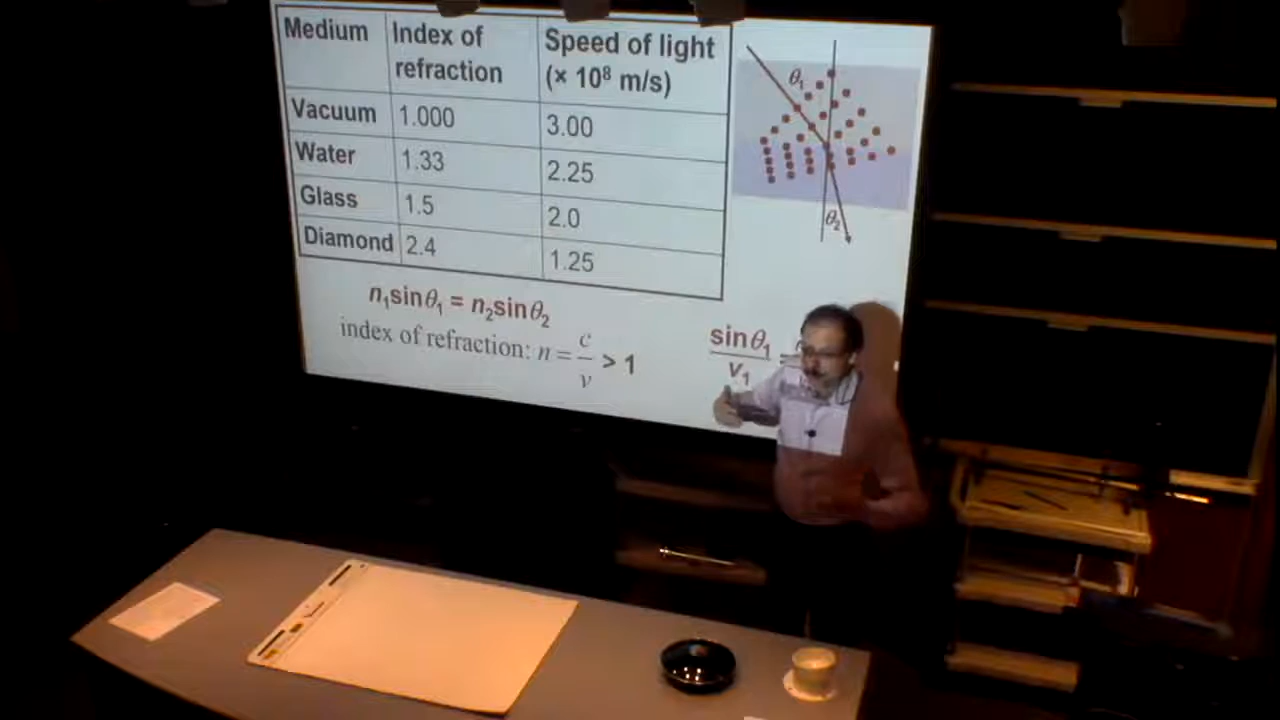 Medium Index of refraction Speed of light (× 10⁸ m/s)
Vacuum 1.000 3.00
Water 1.33 2.25
Glass 1.5 2.0
Diamond 2.4 1.25
θ₁
θ₂
n₁sinθ₁ = n₂sinθ₂
index of refraction: n = c/v > 1
sinθ₁/v₁ =